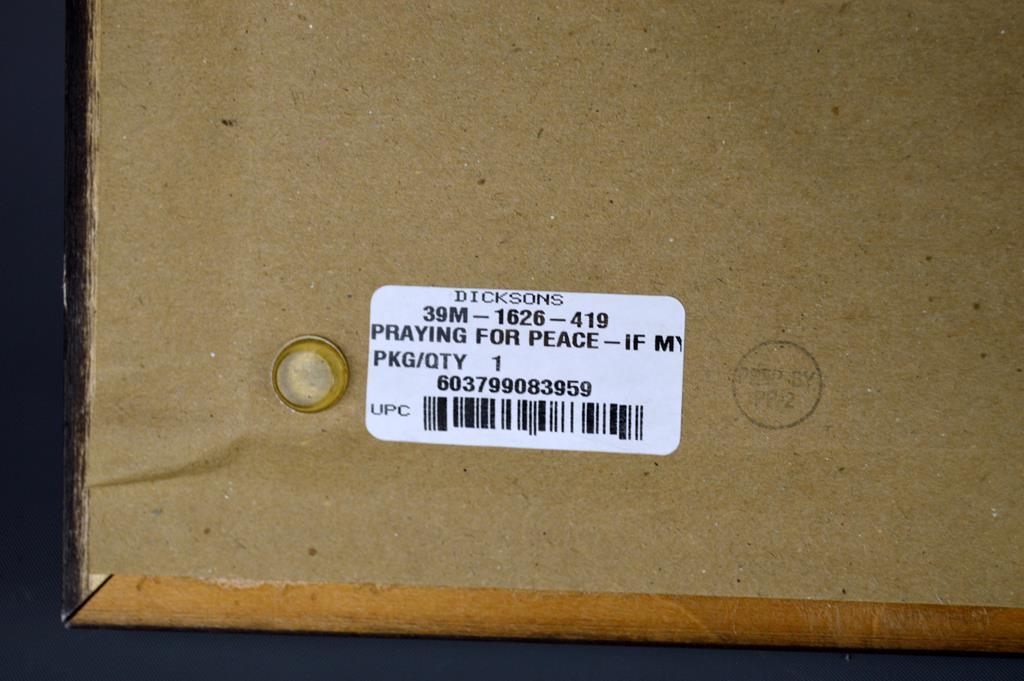 DICKSONS
39M-1626-419
PRAYING FOR PEACE-IF MY
PKG/QTY 1
603799083959
UPC